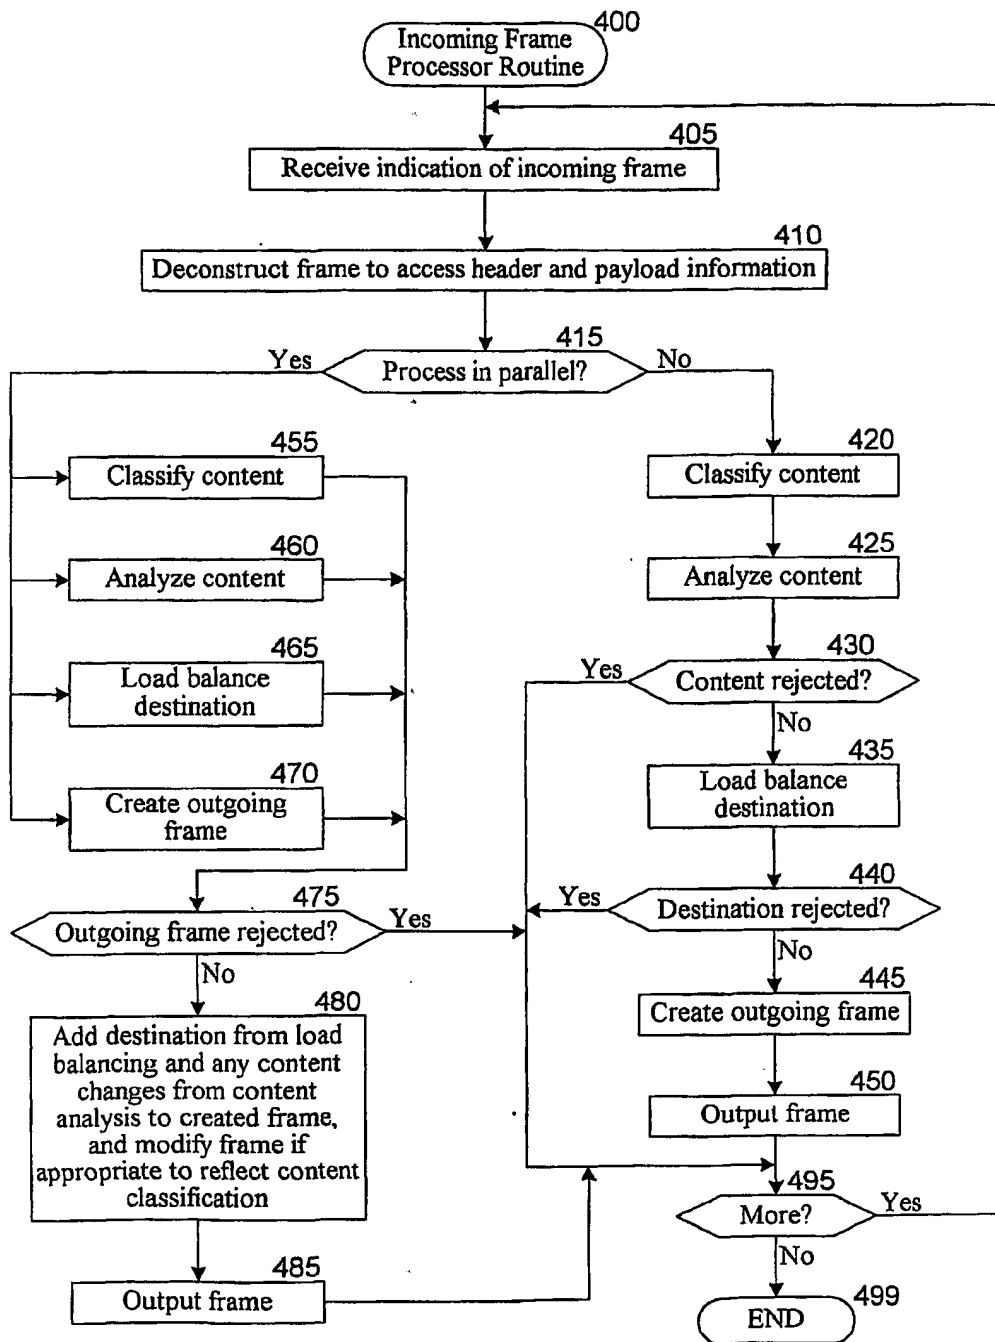 400
Incoming Frame
Processor Routine
405
Receive indication of incoming frame
410
Deconstruct frame to access header and payload information
415
Yes
Process in parallel?
No
455
Classify content
460
Analyze content
465
Load balance
destination
470
Create outgoing
frame
475
Outgoing frame rejected?
Yes
No
480
Add destination from load
balancing and any content
changes from content
analysis to created frame,
and modify frame if
appropriate to reflect content
classification
485
Output frame
420
Classify content
425
Analyze content
430
Yes
Content rejected?
No
435
Load balance
destination
440
Yes
Destination rejected?
No
445
Create outgoing frame
450
Output frame
495
More?
Yes
No
499
END